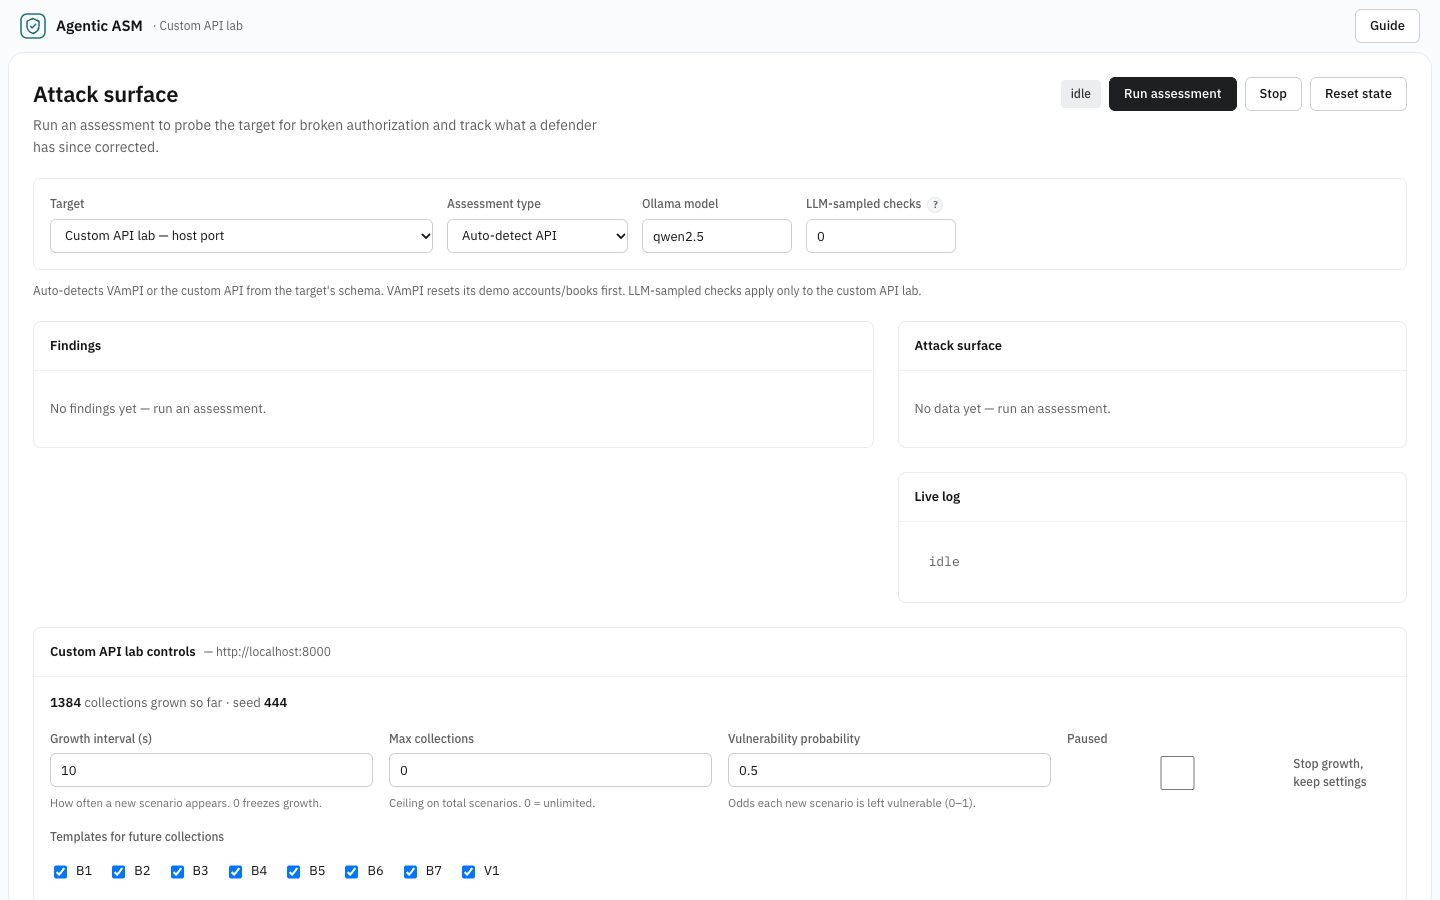 Agentic ASM · Custom API lab
Guide
Attack surface
idle
Run assessment
Stop
Reset state
Run an assessment to probe the target for broken authorization and track what a defender
has since corrected.
Target
Assessment type
Ollama model
LLM-sampled checks ?
Custom API lab — host port
Auto-detect API
qwen2.5
0
Auto-detects VAmPI or the custom API from the target's schema. VAmPI resets its demo accounts/books first. LLM-sampled checks apply only to the custom API lab.
Findings
No findings yet — run an assessment.
Attack surface
No data yet — run an assessment.
Live log
idle
Custom API lab controls — http://localhost:8000
1384 collections grown so far · seed 444
Growth interval (s)
Max collections
Vulnerability probability
Paused
10
0
0.5
Stop growth,
keep settings
How often a new scenario appears. 0 freezes growth.
Ceiling on total scenarios. 0 = unlimited.
Odds each new scenario is left vulnerable (0–1).
Templates for future collections
B1 B2 B3 B4 B5 B6 B7 V1